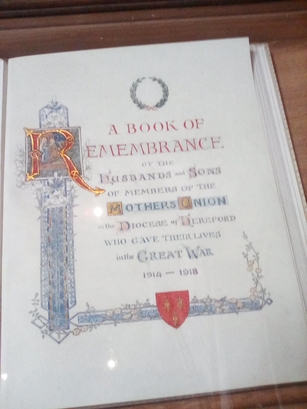 A BOOK OF
REMEMBRANCE
OF THE
Husbands and Sons
OF MEMBERS OF THE
MOTHERS UNION
in the DIOCESE of HEREFORD
WHO GAVE THEIR LIVES
in the GREAT WAR
1914 — 1918